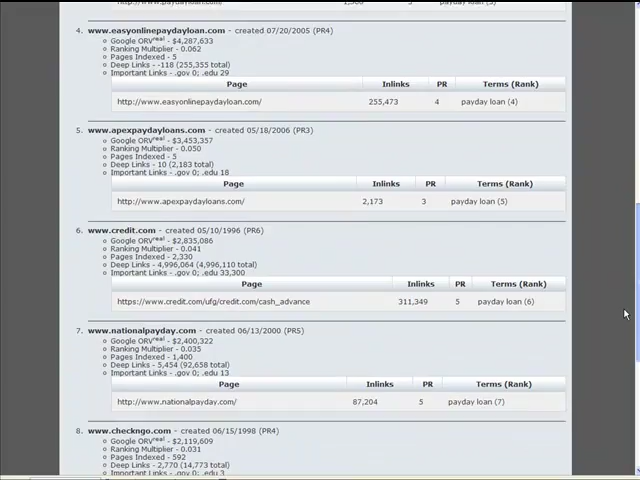 4. www.easyonlinepaydayloan.com - created 07/20/2005 (PR4)
Google ORVreal - $4,287,633
Ranking Multiplier - 0.062
Pages Indexed - 5
Deep Links - -118 (255,355 total)
Important Links - .gov 0; .edu 29
Page Inlinks PR Terms (Rank)
http://www.easyonlinepaydayloan.com/ 255,473 4 payday loan (4)
5. www.apexpaydayloans.com - created 05/18/2006 (PR3)
Google ORVreal - $3,453,357
Ranking Multiplier - 0.050
Pages Indexed - 5
Deep Links - 10 (2,183 total)
Important Links - .gov 0; .edu 18
Page Inlinks PR Terms (Rank)
http://www.apexpaydayloans.com/ 2,173 3 payday loan (5)
6. www.credit.com - created 05/10/1996 (PR6)
Google ORVreal - $2,835,086
Ranking Multiplier - 0.041
Pages Indexed - 2,330
Deep Links - 4,996,064 (4,996,110 total)
Important Links - .gov 0; .edu 33,300
Page Inlinks PR Terms (Rank)
https://www.credit.com/ufg/credit.com/cash_advance 311,349 5 payday loan (6)
7. www.nationalpayday.com - created 06/13/2000 (PR5)
Google ORVreal - $2,400,322
Ranking Multiplier - 0.035
Pages Indexed - 1,400
Deep Links - 5,454 (92,658 total)
Important Links - .gov 0; .edu 13
Page Inlinks PR Terms (Rank)
http://www.nationalpayday.com/ 87,204 5 payday loan (7)
8. www.checkngo.com - created 06/15/1998 (PR4)
Google ORVreal - $2,119,609
Ranking Multiplier - 0.031
Pages Indexed - 592
Deep Links - 2,770 (14,773 total)
Important Links - .gov 0; .edu 3